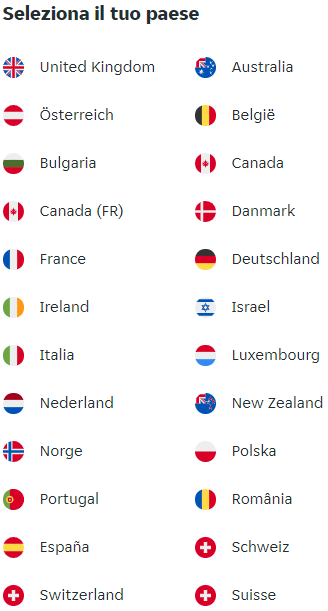 Seleziona il tuo paese
United Kingdom
Australia
Österreich
België
Bulgaria
Canada
Canada (FR)
Danmark
France
Deutschland
Ireland
Israel
Italia
Luxembourg
Nederland
New Zealand
Norge
Polska
Portugal
România
España
Schweiz
Switzerland
Suisse